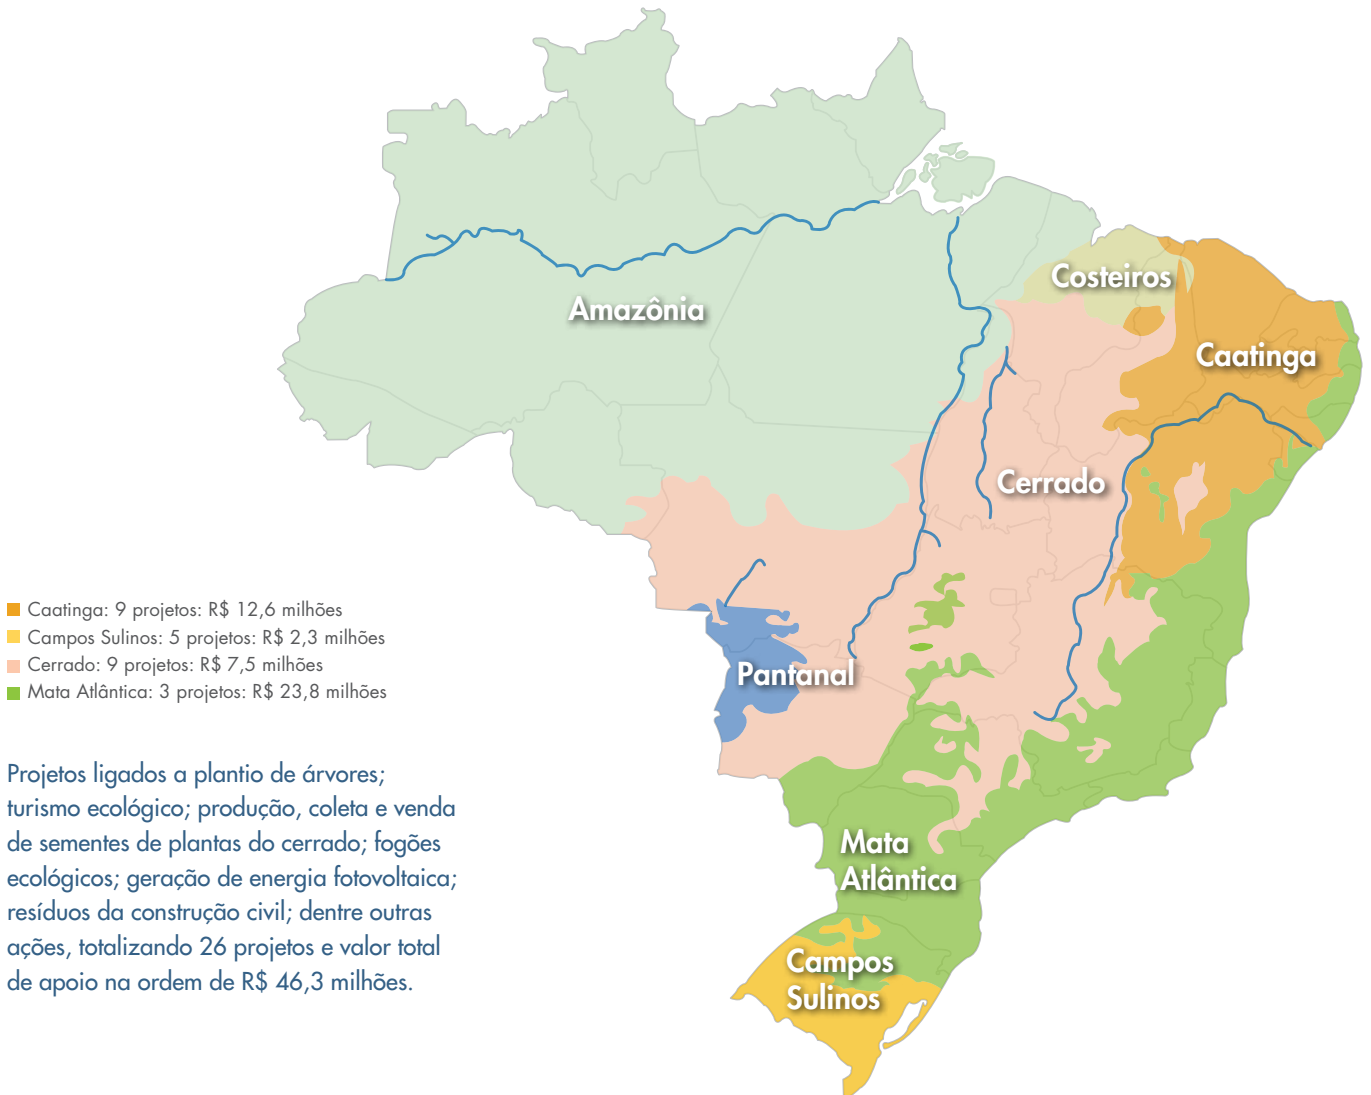 Amazônia
Costeiros
Caatinga
Cerrado
Pantanal
Mata
Atlântica
Campos
Sulinos
Caatinga: 9 projetos: R$ 12,6 milhões
Campos Sulinos: 5 projetos: R$ 2,3 milhões
Cerrado: 9 projetos: R$ 7,5 milhões
Mata Atlântica: 3 projetos: R$ 23,8 milhões
Projetos ligados a plantio de árvores;
turismo ecológico; produção, coleta e venda
de sementes de plantas do cerrado; fogões
ecológicos; geração de energia fotovoltaica;
resíduos da construção civil; dentre outras
ações, totalizando 26 projetos e valor total
de apoio na ordem de R$ 46,3 milhões.